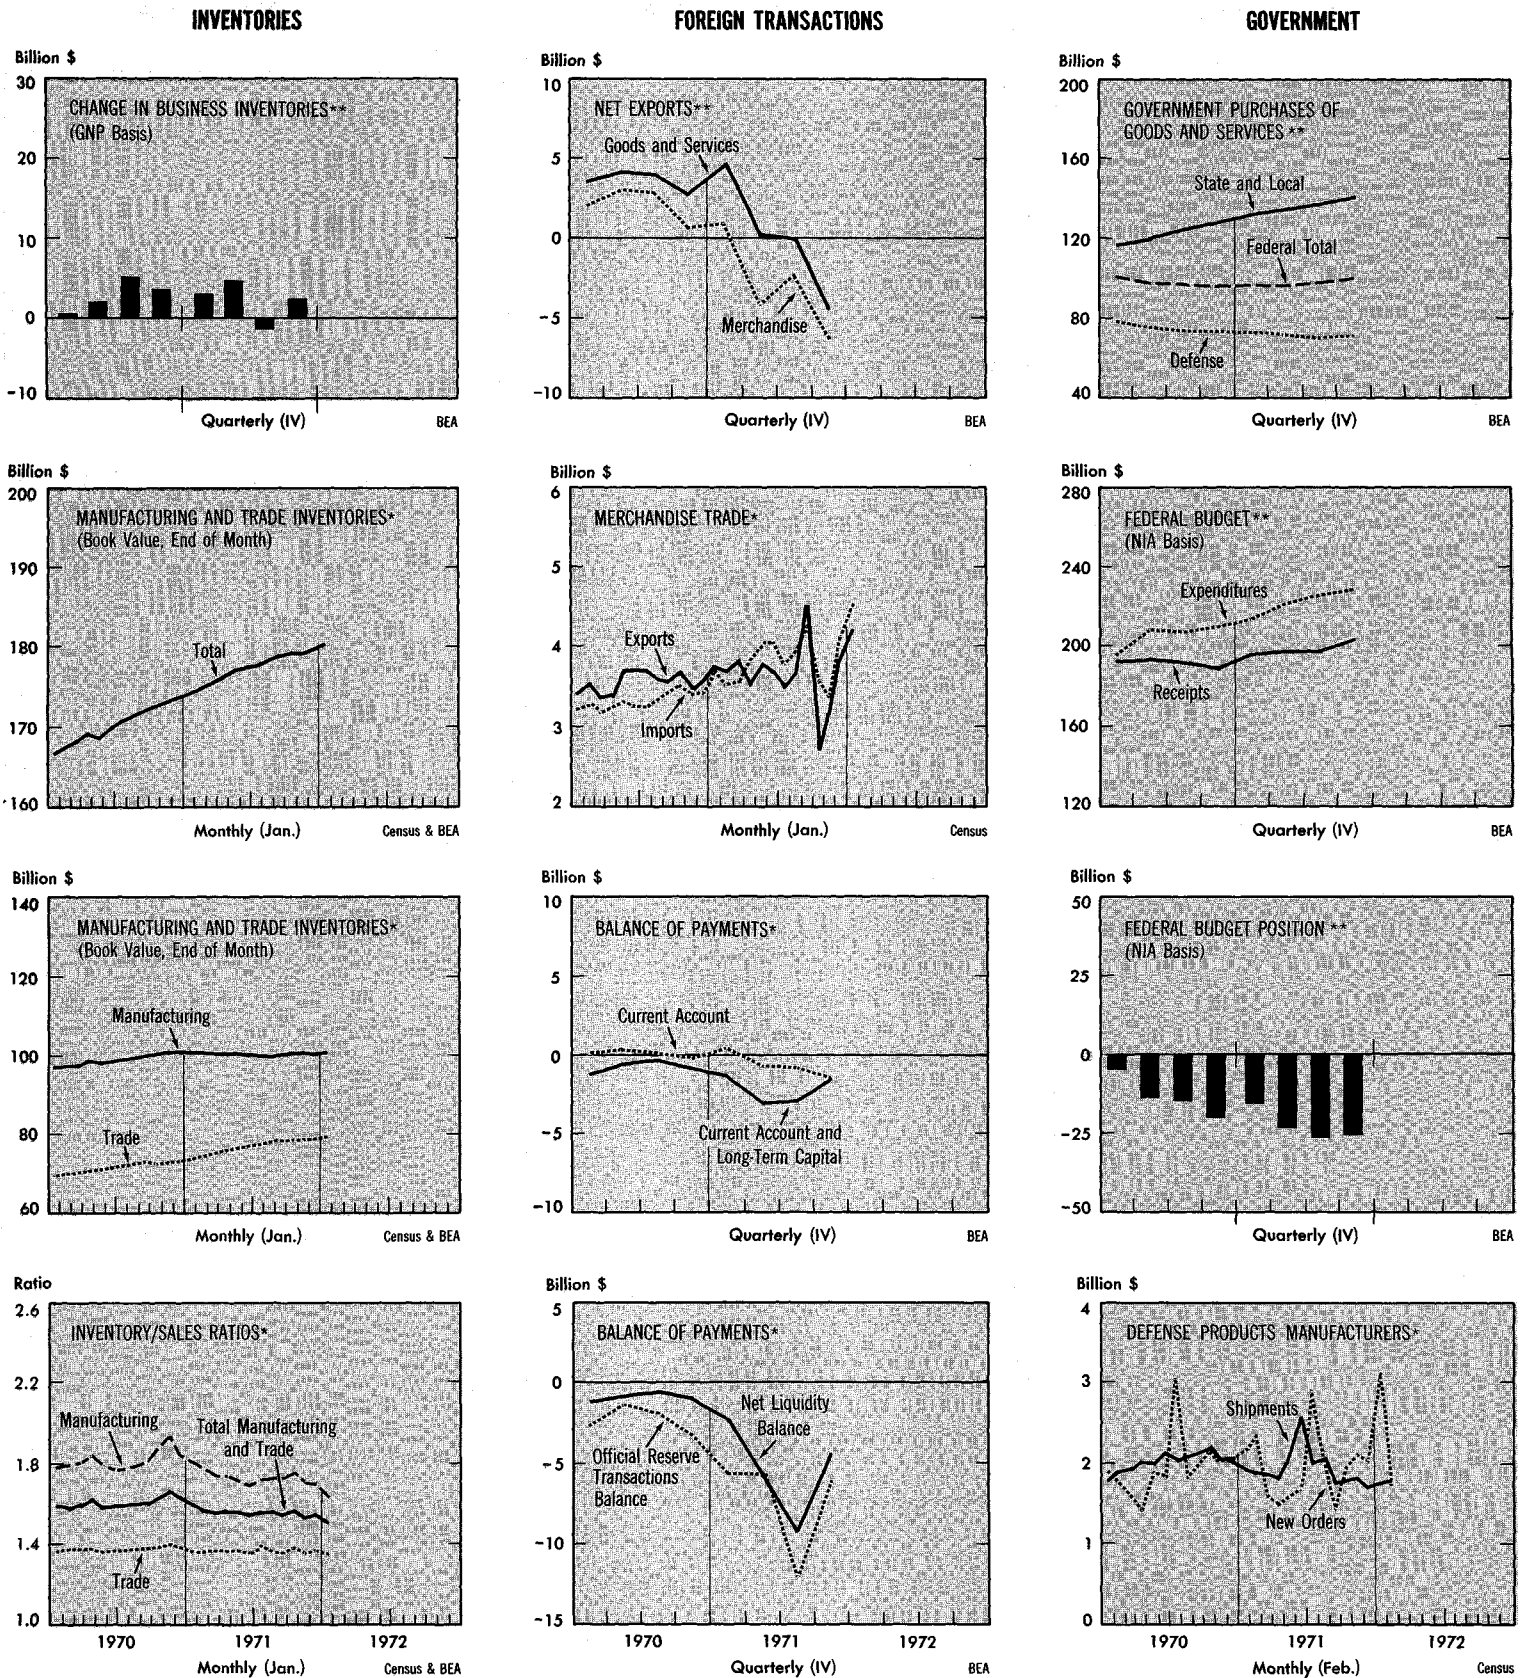 INVENTORIES
Billion $
30
20
10
0
-10
CHANGE IN BUSINESS INVENTORIES**
(GNP Basis)
Quarterly (IV)
BEA
Billion $
200
190
180
170
160
MANUFACTURING AND TRADE INVENTORIES*
(Book Value, End of Month)
Total
Monthly (Jan.)
Census & BEA
Billion $
140
120
100
80
60
MANUFACTURING AND TRADE INVENTORIES*
(Book Value, End of Month)
Manufacturing
Trade
Monthly (Jan.)
Census & BEA
Ratio
2.6
2.2
1.8
1.4
1.0
INVENTORY/SALES RATIOS*
Manufacturing
Total Manufacturing
and Trade
Trade
1970
1971
1972
Monthly (Jan.)
Census & BEA
FOREIGN TRANSACTIONS
Billion $
10
5
0
-5
-10
NET EXPORTS**
Goods and Services
Merchandise
Quarterly (IV)
BEA
Billion $
6
5
4
3
2
MERCHANDISE TRADE*
Exports
Imports
Monthly (Jan.)
Census
Billion $
10
5
0
-5
-10
BALANCE OF PAYMENTS*
Current Account
Current Account and
Long-Term Capital
Quarterly (IV)
BEA
Billion $
5
0
-5
-10
-15
BALANCE OF PAYMENTS*
Net Liquidity
Balance
Official Reserve
Transactions
Balance
1970
1971
1972
Quarterly (IV)
BEA
GOVERNMENT
Billion $
200
160
120
80
40
GOVERNMENT PURCHASES OF
GOODS AND SERVICES**
State and Local
Federal Total
Defense
Quarterly (IV)
BEA
Billion $
280
240
200
160
120
FEDERAL BUDGET**
(NIA Basis)
Expenditures
Receipts
Quarterly (IV)
BEA
Billion $
50
25
0
-25
-50
FEDERAL BUDGET POSITION**
(NIA Basis)
Quarterly (IV)
BEA
Billion $
4
3
2
1
0
DEFENSE PRODUCTS MANUFACTURERS*
Shipments
New Orders
1970
1971
1972
Monthly (Feb.)
Census